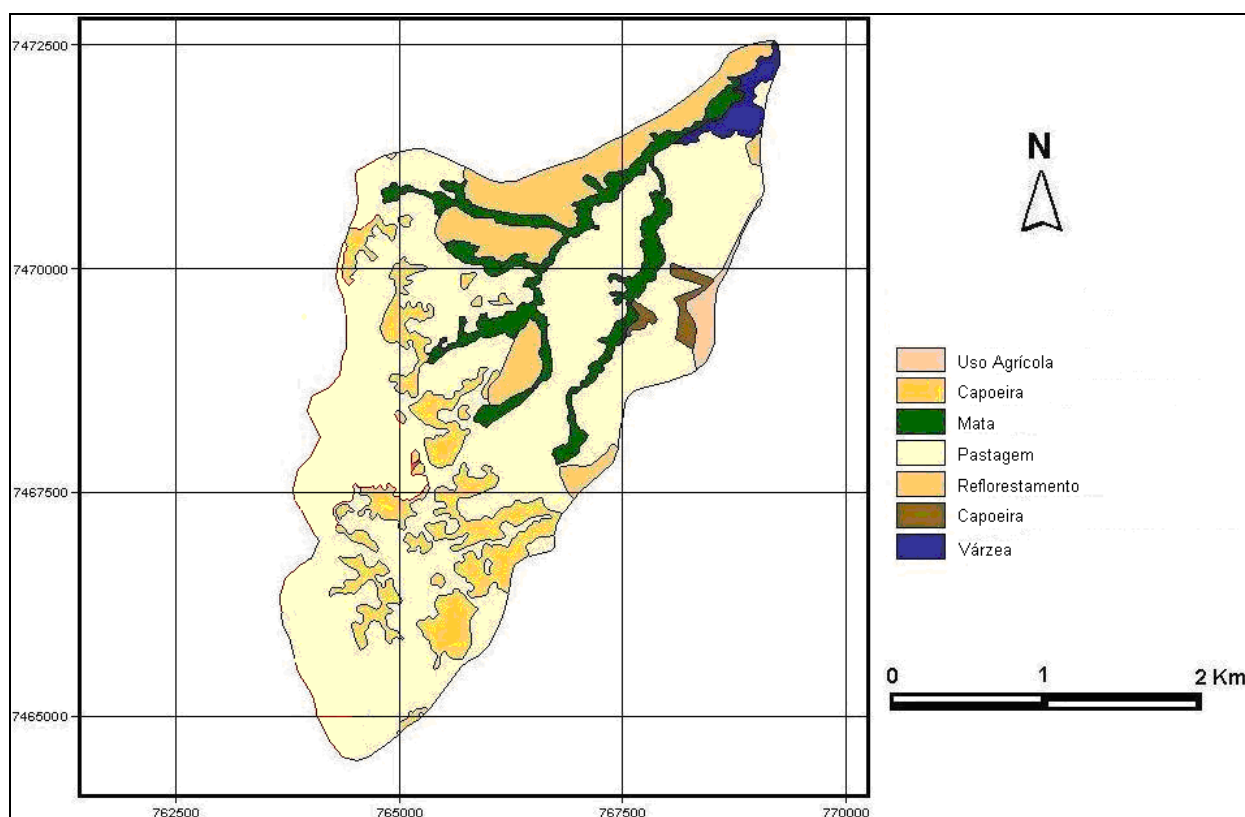 7472500
7470000
7467500
7465000
762500
765000
767500
770000
N
Uso Agrícola
Capoeira
Mata
Pastagem
Reflorestamento
Capoeira
Várzea
0 1 2 Km